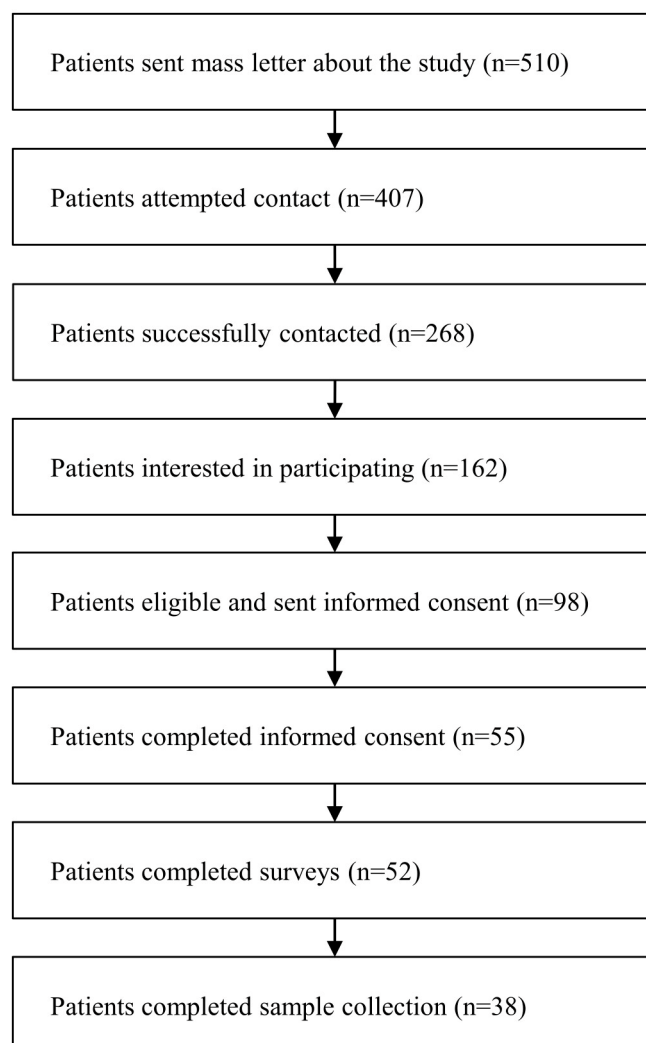 Patients sent mass letter about the study (n=510)
Patients attempted contact (n=407)
Patients successfully contacted (n=268)
Patients interested in participating (n=162)
Patients eligible and sent informed consent (n=98)
Patients completed informed consent (n=55)
Patients completed surveys (n=52)
Patients completed sample collection (n=38)